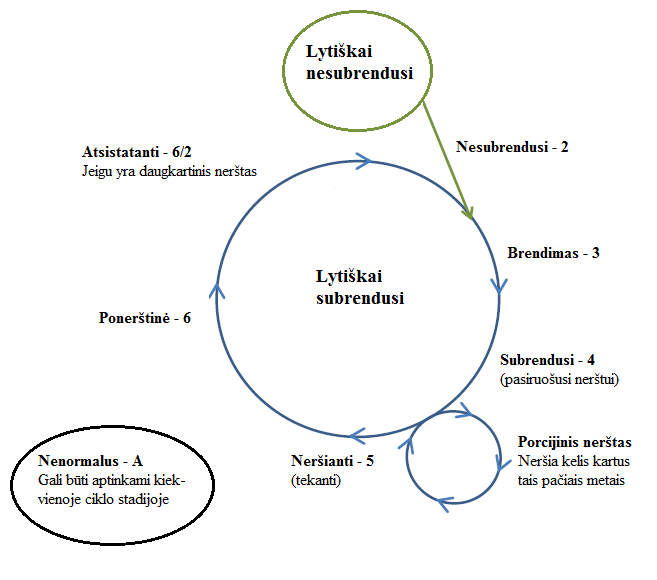 Lytiškai
nesubrendusi
Nesubrendusi - 2
Atsistatanti - 6/2
Jeigu yra daugkartinis nerštas
Brendimas - 3
Lytiškai
subrendusi
Ponerštinė - 6
Subrendusi - 4
(pasiruošusi nerštui)
Porcijinis nerštas
Neršia kelis kartus
tais pačiais metais
Neršianti - 5
(tekanti)
Nenormalus - A
Gali būti aptinkami kiek-
vienoje ciklo stadijoje